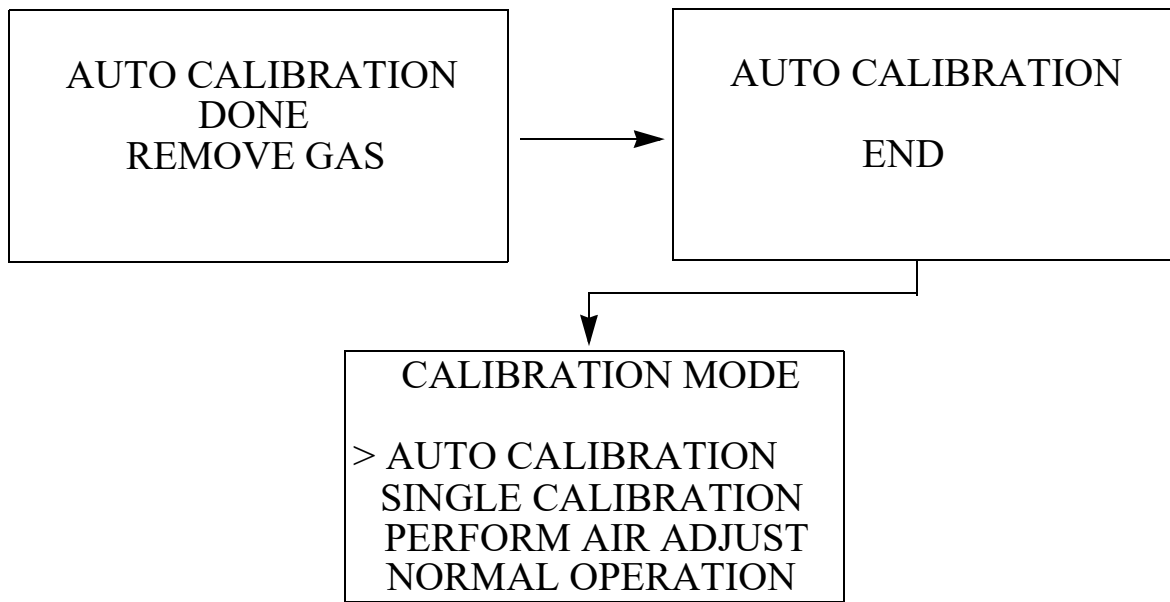 AUTO CALIBRATION
DONE
REMOVE GAS
AUTO CALIBRATION
END
CALIBRATION MODE
> AUTO CALIBRATION
SINGLE CALIBRATION
PERFORM AIR ADJUST
NORMAL OPERATION